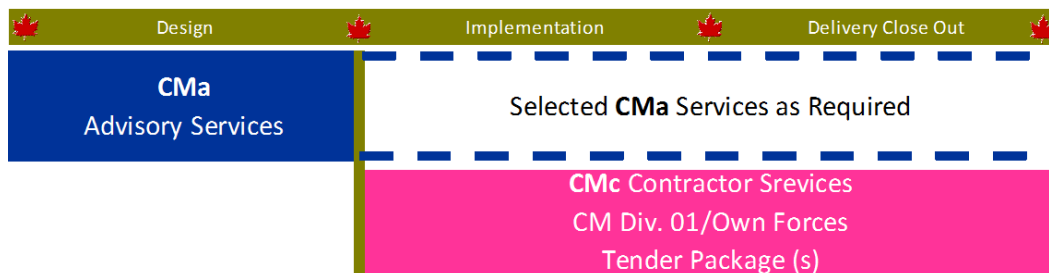 Design
Implementation
Delivery Close Out
CMa
Advisory Services
Selected CMa Services as Required
CMc Contractor Srevices
CM Div. 01/Own Forces
Tender Package (s)